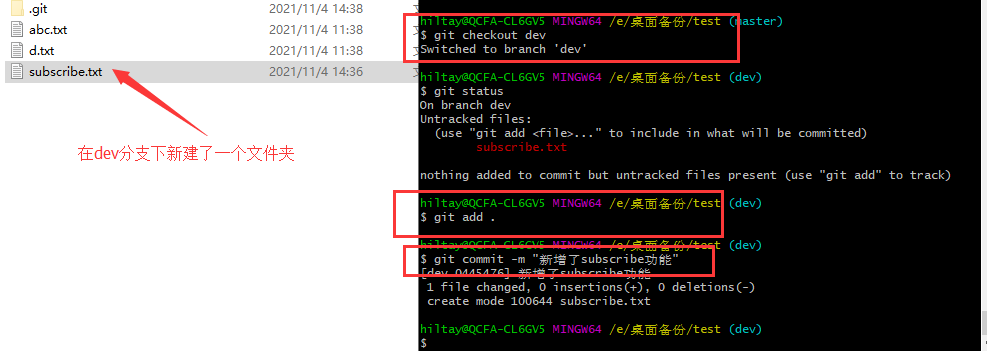 .git 2021/11/4 14:38
abc.txt 2021/11/4 11:38
d.txt 2021/11/4 11:38
subscribe.txt 2021/11/4 14:36
在dev分支下新建了一个文件夹
hiltay@QCFA-CL6GV5 MINGW64 /e/桌面备份/test (master)
$ git checkout dev
Switched to branch 'dev'
hiltay@QCFA-CL6GV5 MINGW64 /e/桌面备份/test (dev)
$ git status
On branch dev
Untracked files:
(use "git add <file>..." to include in what will be committed)
subscribe.txt
nothing added to commit but untracked files present (use "git add" to track)
hiltay@QCFA-CL6GV5 MINGW64 /e/桌面备份/test (dev)
$ git add .
hiltay@QCFA-CL6GV5 MINGW64 /e/桌面备份/test (dev)
$ git commit -m "新增了subscribe功能"
[dev 0445476] 新增了subscribe功能
1 file changed, 0 insertions(+), 0 deletions(-)
create mode 100644 subscribe.txt
hiltay@QCFA-CL6GV5 MINGW64 /e/桌面备份/test (dev)
$